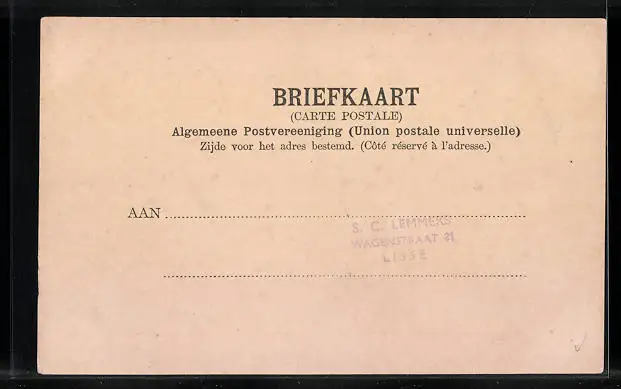 BRIEFKAART
(CARTE POSTALE)
Algemeene Postvereeniging (Union postale universelle)
Zijde voor het adres bestemd. (Côté réservé à l'adresse.)
AAN
S. C. LEMMERS
WAGENSTRAAT 21
LISSE